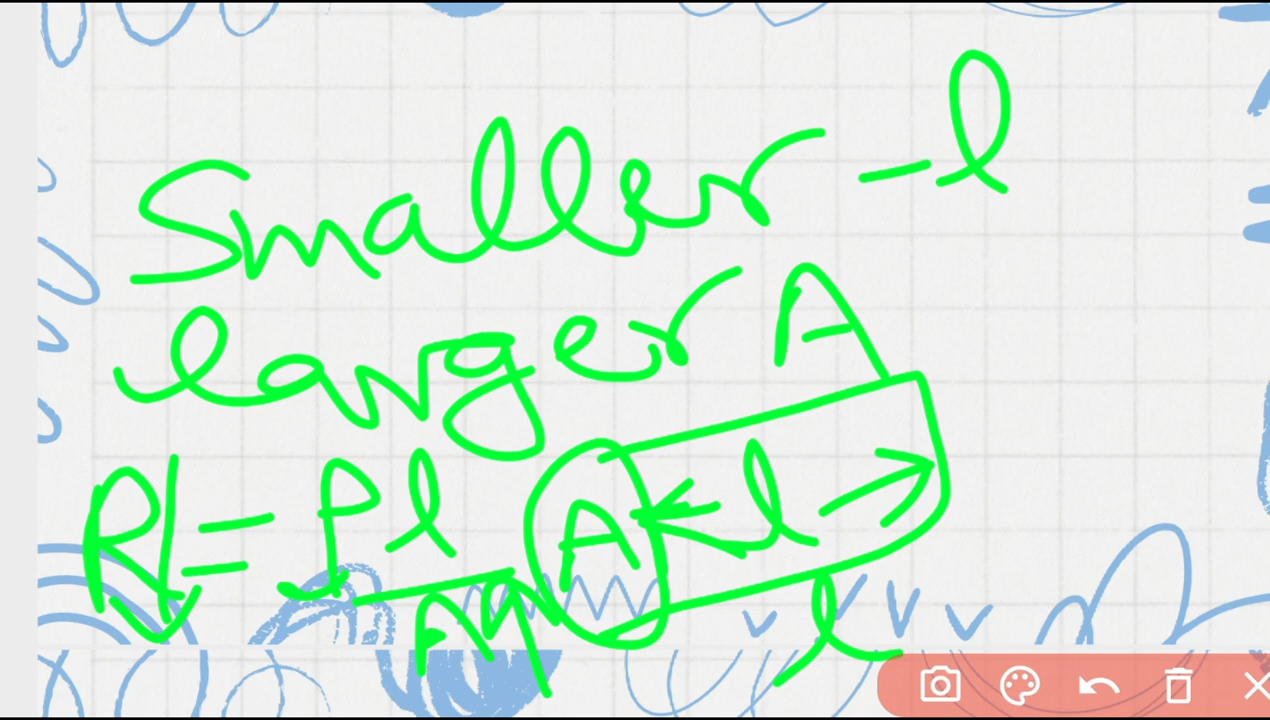 Smaller - l
larger A
R↓ = ρl A ← l →
A↑ l